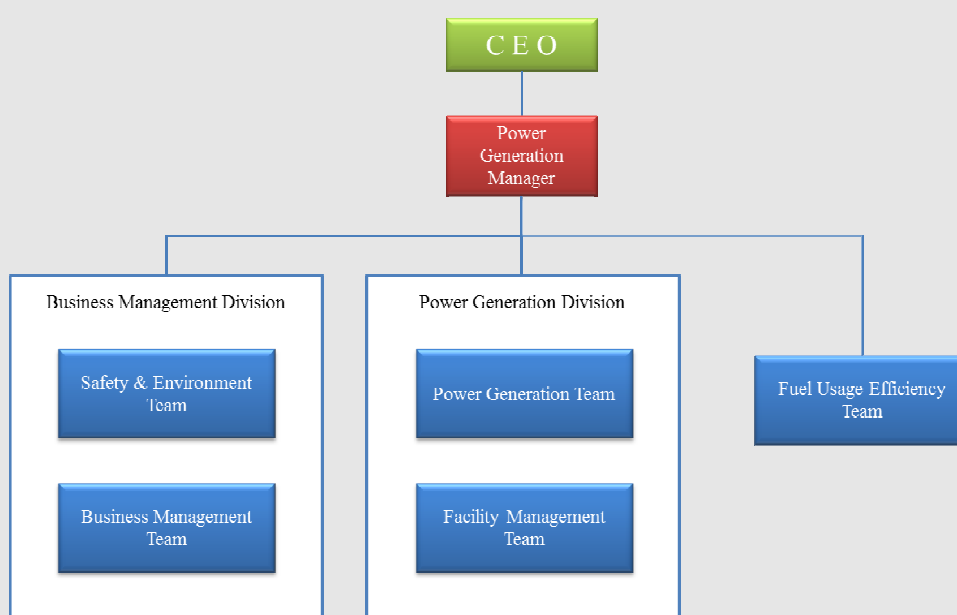 C E O
Power
Generation
Manager
Business Management Division
Safety & Environment
Team
Business Management
Team
Power Generation Division
Power Generation Team
Facility Management
Team
Fuel Usage Efficiency
Team